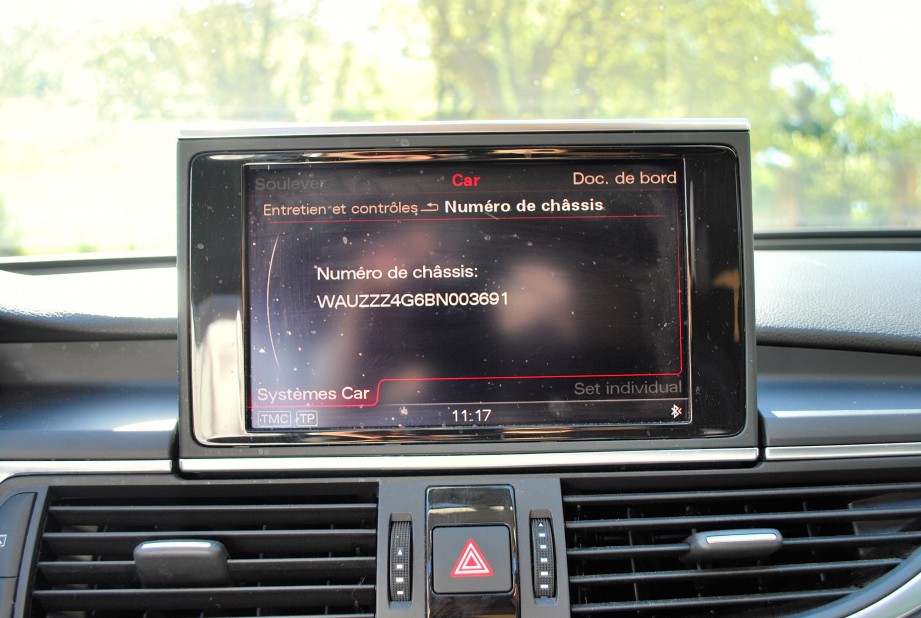 Soulever Car Doc. de bord
Entretien et contrôles Numéro de châssis
Numéro de châssis:
WAUZZZ4G6BN003691
Systèmes Car Set individual
TMC TP 11:17